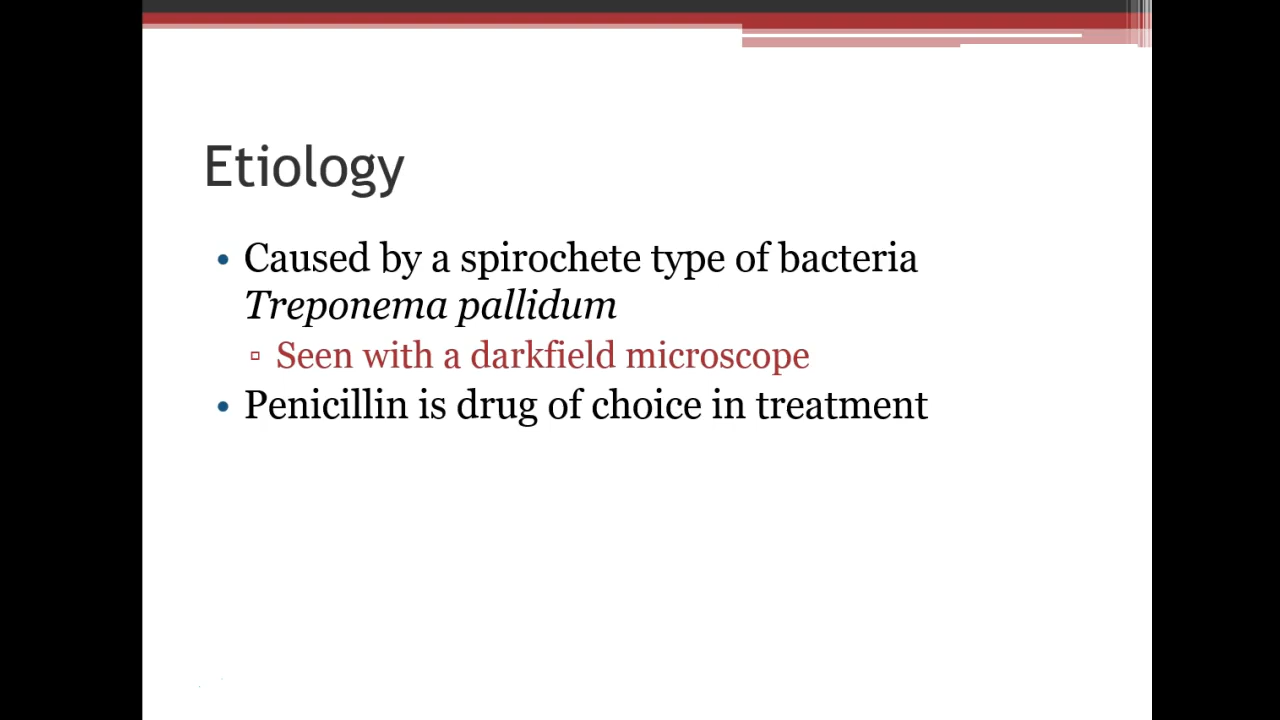 Etiology
• Caused by a spirochete type of bacteria
Treponema pallidum
▫ Seen with a darkfield microscope
• Penicillin is drug of choice in treatment